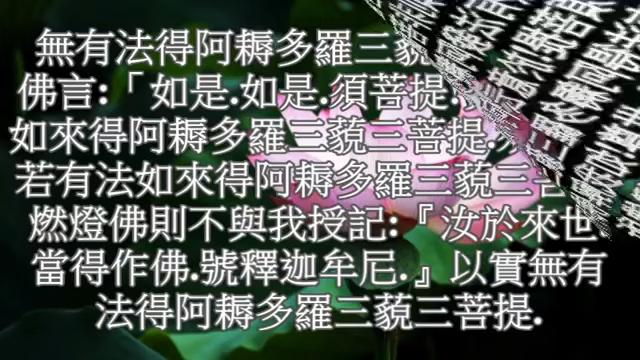 無有法得阿耨多羅三藐
佛言:「如是.如是.須菩提.
如來得阿耨多羅三藐三菩提.
若有法如來得阿耨多羅三藐三菩
燃燈佛則不與我授記:『汝於來世
當得作佛.號釋迦牟尼.』以實無有
法得阿耨多羅三藐三菩提.